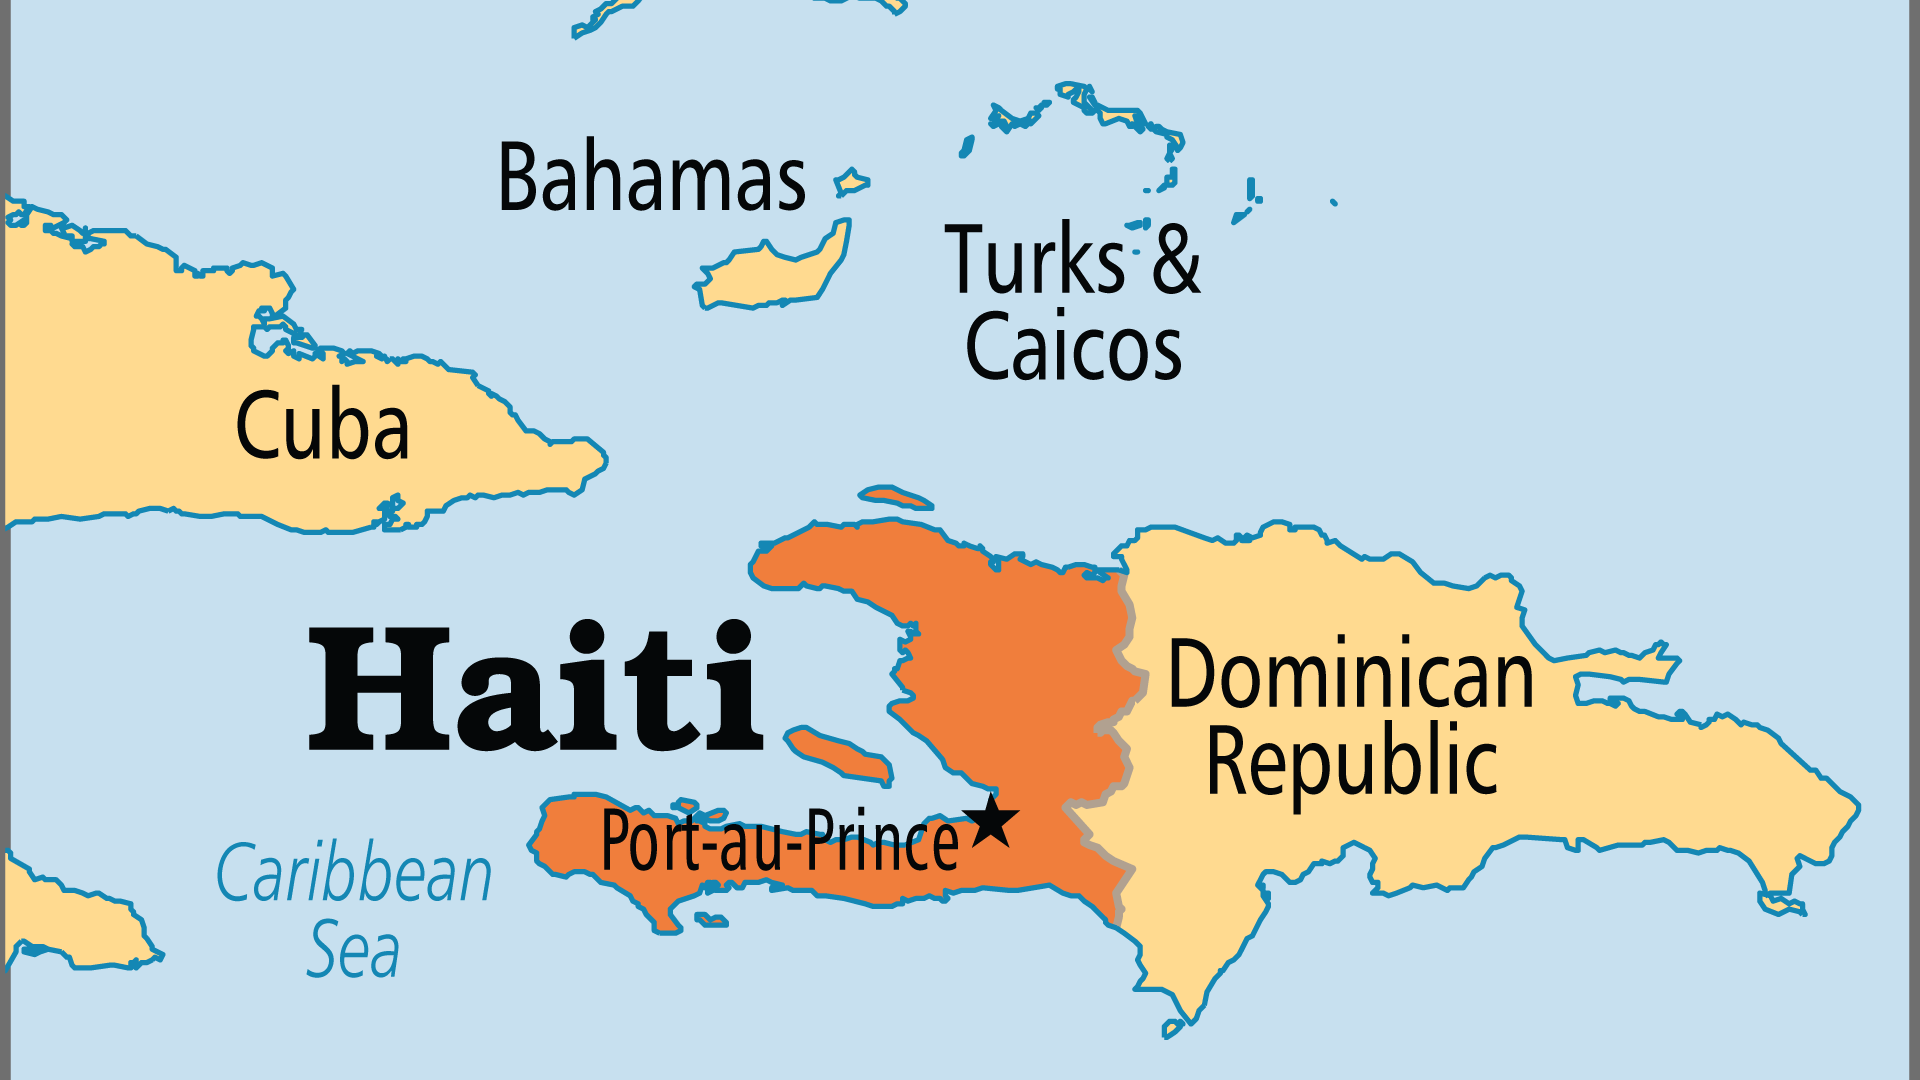 Bahamas
Turks &
Caicos
Cuba
Haiti
Dominican
Republic
Port-au-Prince
Caribbean
Sea